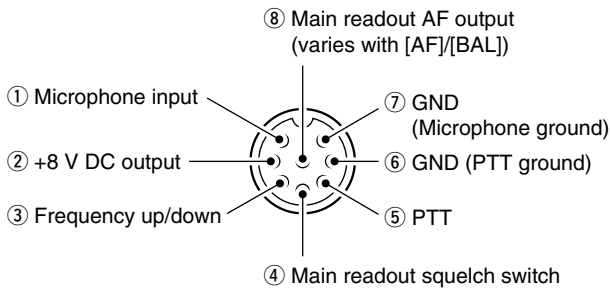 ⑧ Main readout AF output
(varies with [AF]/[BAL])
① Microphone input
⑦ GND
(Microphone ground)
② +8 V DC output
⑥ GND (PTT ground)
③ Frequency up/down
⑤ PTT
④ Main readout squelch switch